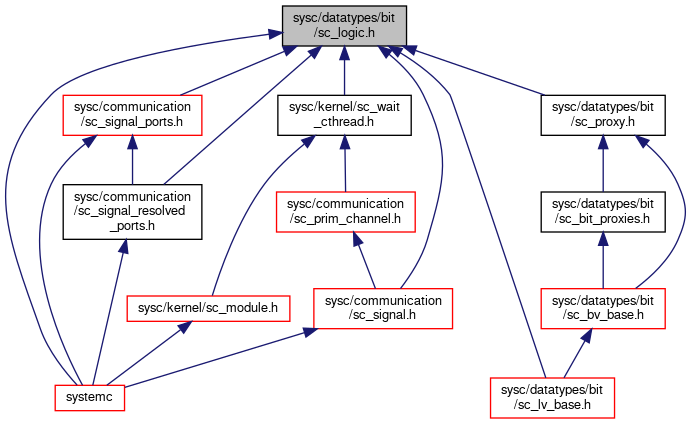 sysc/datatypes/bit
/sc_logic.h
sysc/communication
/sc_signal_ports.h
sysc/kernel/sc_wait
_cthread.h
sysc/datatypes/bit
/sc_proxy.h
sysc/communication
/sc_signal_resolved
_ports.h
sysc/communication
/sc_prim_channel.h
sysc/datatypes/bit
/sc_bit_proxies.h
sysc/kernel/sc_module.h
sysc/communication
/sc_signal.h
sysc/datatypes/bit
/sc_bv_base.h
systemc
sysc/datatypes/bit
/sc_lv_base.h